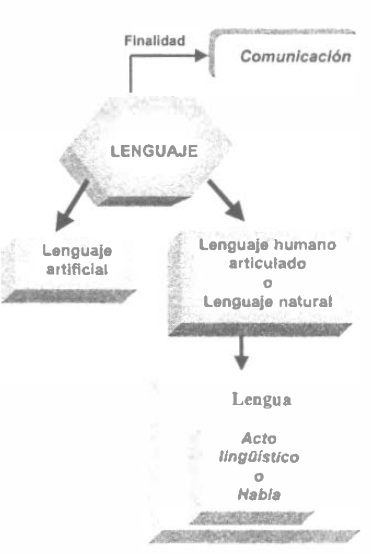 Finalidad
Comunicación
LENGUAJE
Lenguaje
artificial
Lenguaje humano
articulado
o
Lenguaje natural
Lengua
Acto
lingüístico
o
Habla